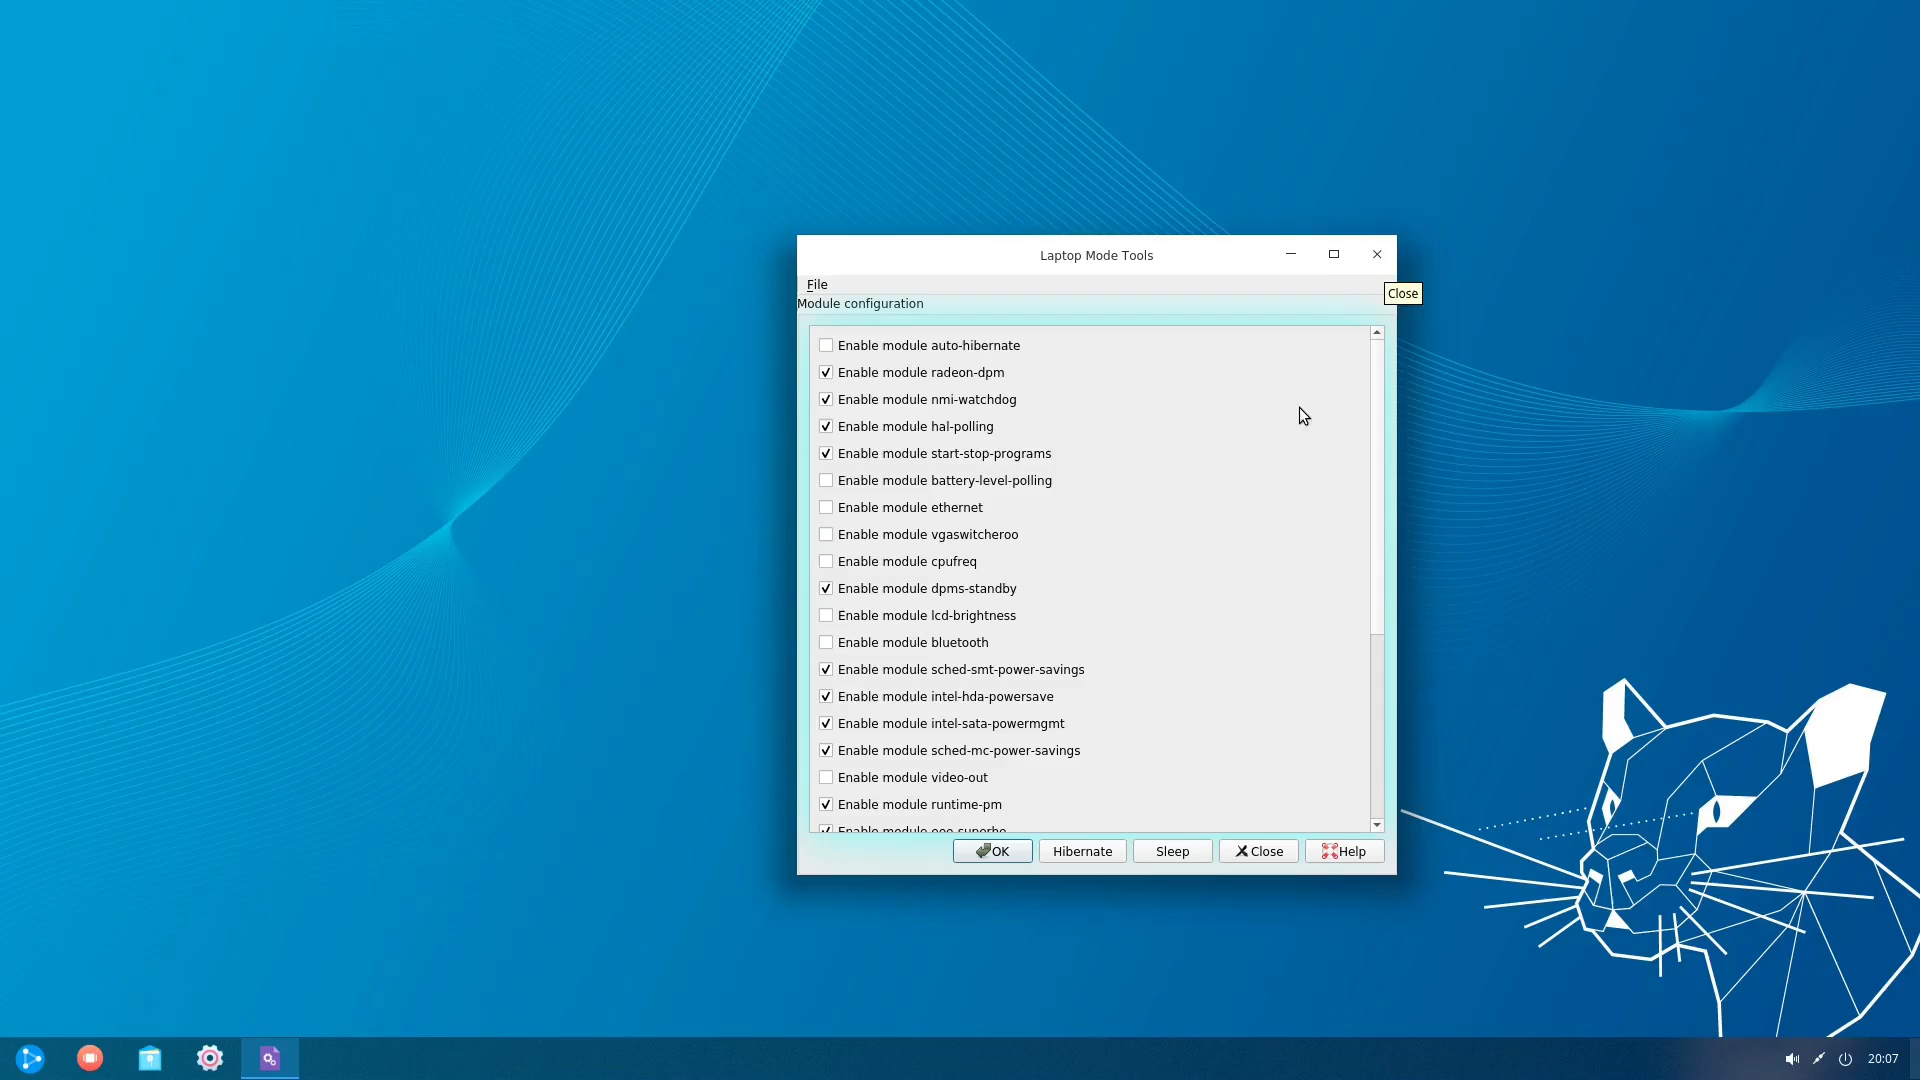 Laptop Mode Tools
File
Close
Module configuration
Enable module auto-hibernate
Enable module radeon-dpm
Enable module nmi-watchdog
Enable module hal-polling
Enable module start-stop-programs
Enable module battery-level-polling
Enable module ethernet
Enable module vgaswitcheroo
Enable module cpufreq
Enable module dpms-standby
Enable module lcd-brightness
Enable module bluetooth
Enable module sched-smt-power-savings
Enable module intel-hda-powersave
Enable module intel-sata-powermgmt
Enable module sched-mc-power-savings
Enable module video-out
Enable module runtime-pm
Enable module eee-superhe
OK Hibernate Sleep Close Help
20:07